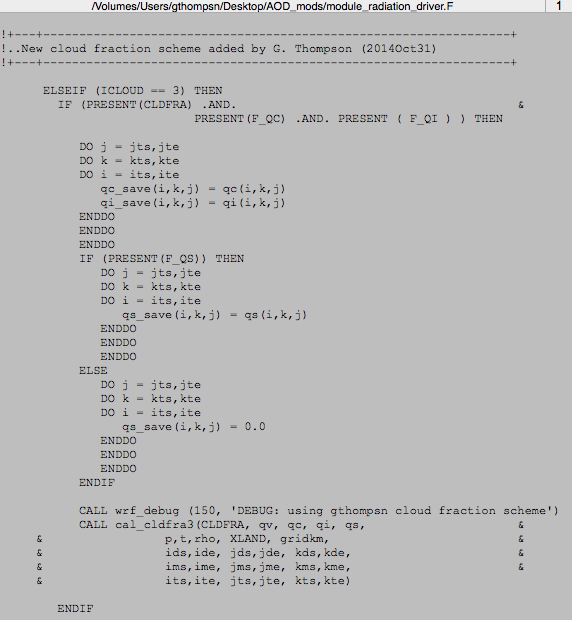 /Volumes/Users/gthompsn/Desktop/AOD_mods/module_radiation_driver.F 1
!+---+-----------------------------------------------------------------+
!..New cloud fraction scheme added by G. Thompson (2014Oct31)
!+---+-----------------------------------------------------------------+
ELSEIF (ICLOUD == 3) THEN
IF (PRESENT(CLDFRA) .AND. &
PRESENT(F_QC) .AND. PRESENT ( F_QI ) ) THEN
DO j = jts,jte
DO k = kts,kte
DO i = its,ite
qc_save(i,k,j) = qc(i,k,j)
qi_save(i,k,j) = qi(i,k,j)
ENDDO
ENDDO
ENDDO
IF (PRESENT(F_QS)) THEN
DO j = jts,jte
DO k = kts,kte
DO i = its,ite
qs_save(i,k,j) = qs(i,k,j)
ENDDO
ENDDO
ENDDO
ELSE
DO j = jts,jte
DO k = kts,kte
DO i = its,ite
qs_save(i,k,j) = 0.0
ENDDO
ENDDO
ENDDO
ENDIF
CALL wrf_debug (150, 'DEBUG: using gthompsn cloud fraction scheme')
CALL cal_cldfra3(CLDFRA, qv, qc, qi, qs, &
& p,t,rho, XLAND, gridkm, &
& ids,ide, jds,jde, kds,kde, &
& ims,ime, jms,jme, kms,kme, &
& its,ite, jts,jte, kts,kte)
ENDIF